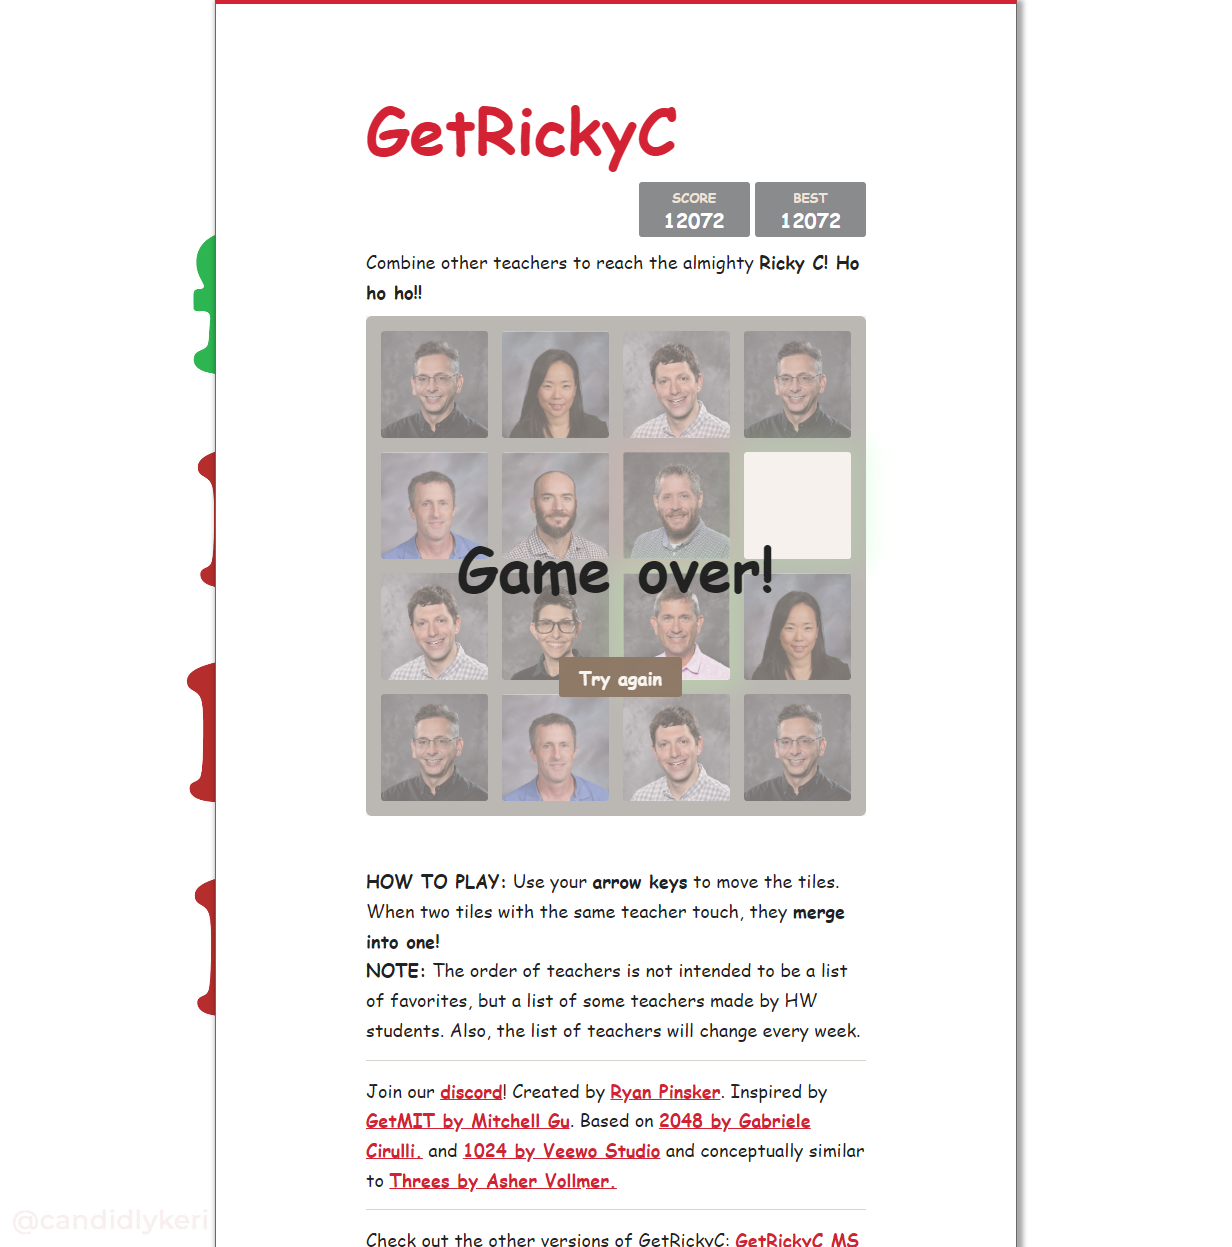 GetRickyC
SCORE
12072
BEST
12072
Combine other teachers to reach the almighty Ricky C! Ho
ho ho!!
Game over!
Try again
HOW TO PLAY: Use your arrow keys to move the tiles.
When two tiles with the same teacher touch, they merge
into one!
NOTE: The order of teachers is not intended to be a list
of favorites, but a list of some teachers made by HW
students. Also, the list of teachers will change every week.
Join our discord! Created by Ryan Pinsker. Inspired by
GetMIT by Mitchell Gu. Based on 2048 by Gabriele
Cirulli. and 1024 by Veewo Studio and conceptually similar
to Threes by Asher Vollmer.
@candidlykeri
Check out the other versions of GetRickyC: GetRickyC MS